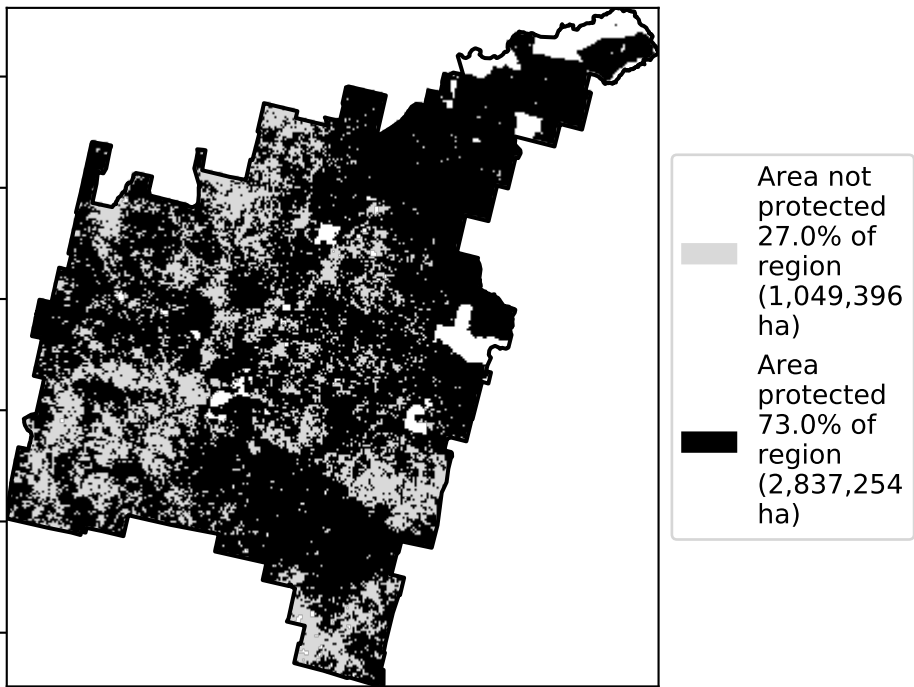 Area not
protected
27.0% of
region
(1,049,396
ha)
Area
protected
73.0% of
region
(2,837,254
ha)